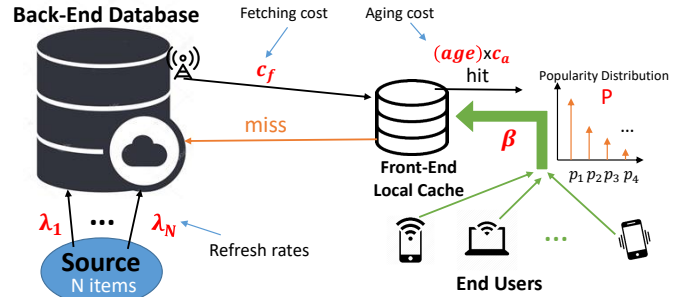 Back-End Database
Fetching cost
Aging cost
c_f
(age)xc_a
hit
Popularity Distribution
P
...
p_1 p_2 p_3 p_4
miss
β
Front-End
Local Cache
λ_1 ... λ_N
Refresh rates
Source
N items
...
End Users